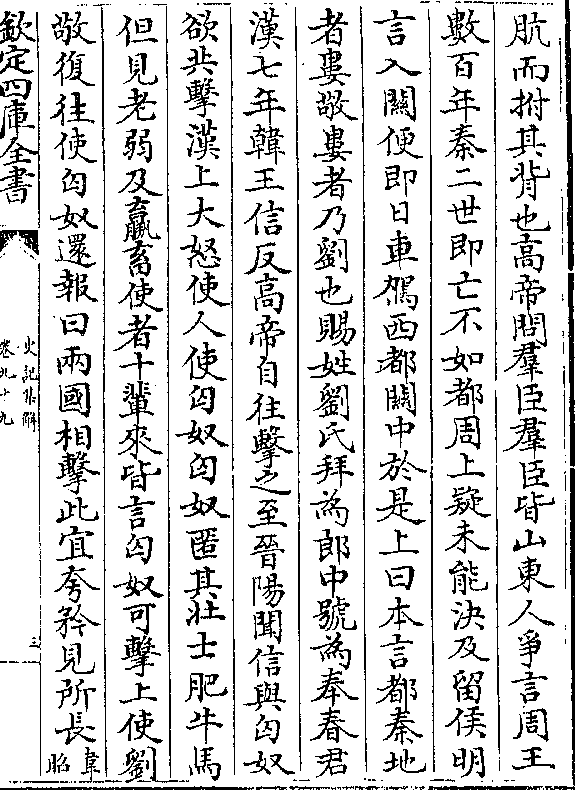 肮而拊其背也高帝問羣臣羣臣皆山東人爭言周王
數百年秦二世即亡不如都周上疑未能決及留侯明
言入關便即日車駕西都關中於是上曰本言都秦地
者婁敬婁者乃劉也賜姓劉氏拜為郎中號為奉春君
漢七年韓王信反高帝自往擊之至晉陽聞信與匈奴
欲共擊漢上大怒使人使匈奴匈奴匿其壯士肥牛馬
但見老弱及羸畜使者十輩來皆言匈奴可擊上使劉
敬復往使匈奴還報曰兩國相擊此宜夸矜見所長韋昭
欽定四庫全書
史記集解
卷九十九
三